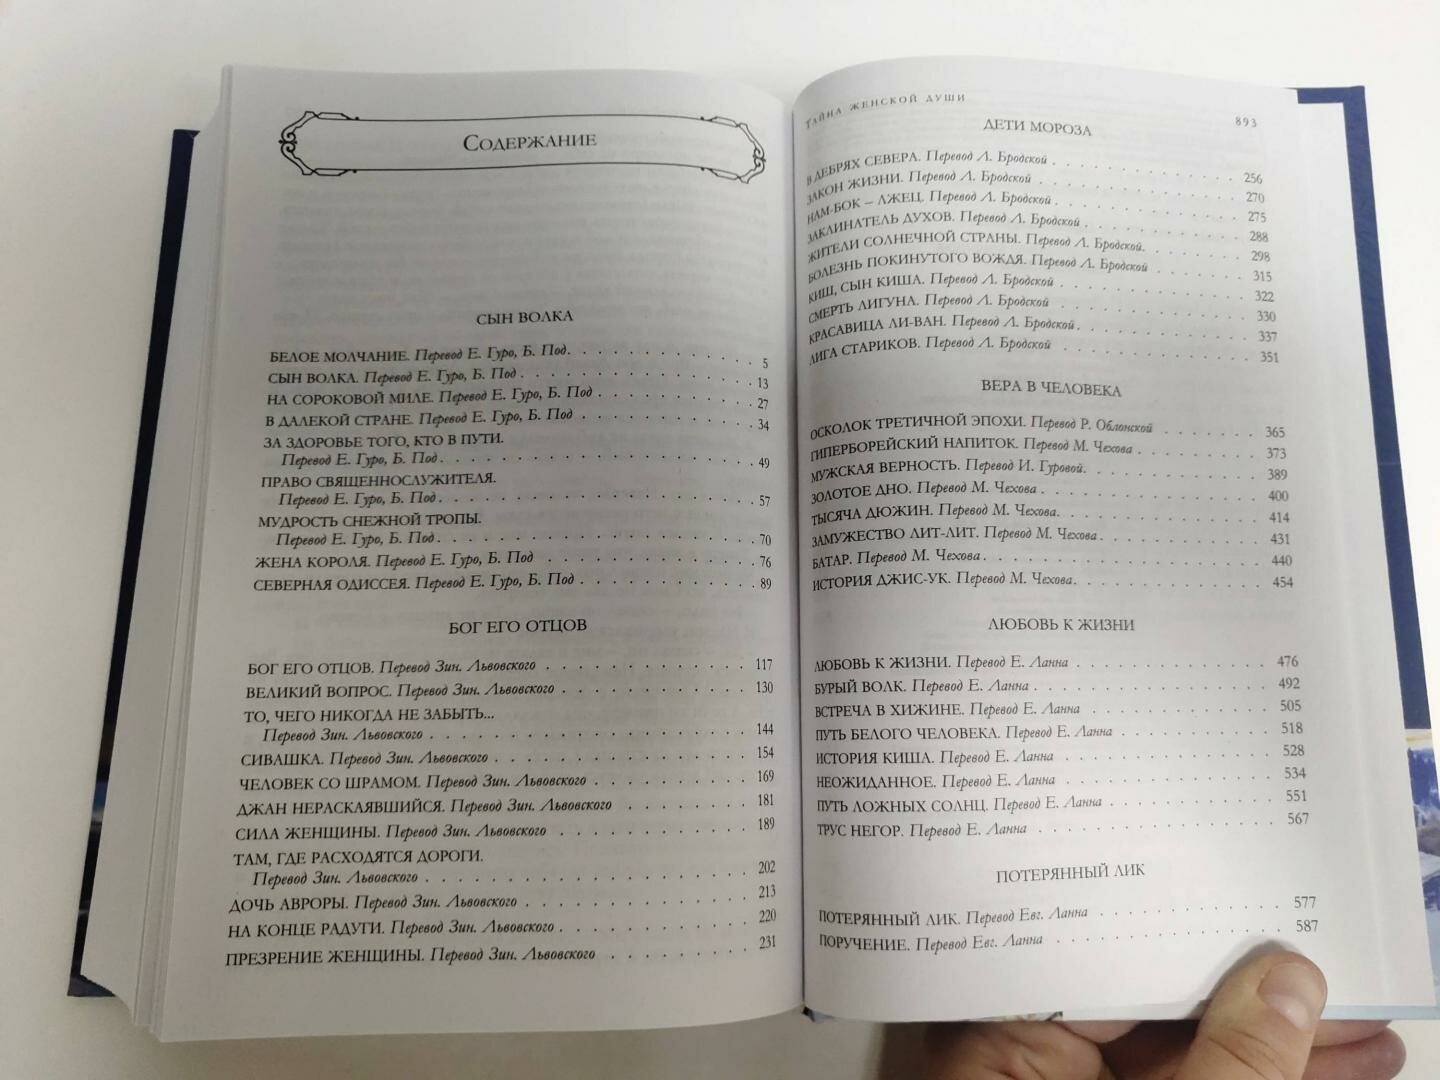 Содержание
СЫН ВОЛКА
БЕЛОЕ МОЛЧАНИЕ. Перевод Е. Гуро, Б. Под. 5
СЫН ВОЛКА. Перевод Е. Гуро, Б. Под . 13
НА СОРОКОВОЙ МИЛЕ. Перевод Е. Гуро, Б. Под . 27
В ДАЛЕКОЙ СТРАНЕ. Перевод Е. Гуро, Б. Под . 34
ЗА ЗДОРОВЬЕ ТОГО, КТО В ПУТИ.
Перевод Е. Гуро, Б. Под . 49
ПРАВО СВЯЩЕННОСЛУЖИТЕЛЯ.
Перевод Е. Гуро, Б. Под . 57
МУДРОСТЬ СНЕЖНОЙ ТРОПЫ.
Перевод Е. Гуро, Б. Под . 70
ЖЕНА КОРОЛЯ. Перевод Е. Гуро, Б. Под . 76
СЕВЕРНАЯ ОДИССЕЯ. Перевод Е. Гуро, Б. Под . 89
БОГ ЕГО ОТЦОВ
БОГ ЕГО ОТЦОВ. Перевод Зин. Львовского . 117
ВЕЛИКИЙ ВОПРОС. Перевод Зин. Львовского . 130
ТО, ЧЕГО НИКОГДА НЕ ЗАБЫТЬ...
Перевод Зин. Львовского . 144
СИВАШКА. Перевод Зин. Львовского . 154
ЧЕЛОВЕК СО ШРАМОМ. Перевод Зин. Львовского . 169
ДЖАН НЕРАСКАЯВШИЙСЯ. Перевод Зин. Львовского . 181
СИЛА ЖЕНЩИНЫ. Перевод Зин. Львовского . 189
ТАМ, ГДЕ РАСХОДЯТСЯ ДОРОГИ.
Перевод Зин. Львовского . 202
ДОЧЬ АВРОРЫ. Перевод Зин. Львовского . 213
НА КОНЦЕ РАДУГИ. Перевод Зин. Львовского . 220
ПРЕЗРЕНИЕ ЖЕНЩИНЫ. Перевод Зин. Львовского . 231
Тайна женской души 893
ДЕТИ МОРОЗА
В ДЕБРЯХ СЕВЕРА. Перевод Л. Бродской . 256
ЗАКОН ЖИЗНИ. Перевод Л. Бродской . 270
НАМ-БОК – ЛЖЕЦ. Перевод Л. Бродской . 275
ЗАКЛИНАТЕЛЬ ДУХОВ. Перевод Л. Бродской . 288
ЖИТЕЛИ СОЛНЕЧНОЙ СТРАНЫ. Перевод Л. Бродской . 298
БОЛЕЗНЬ ПОКИНУТОГО ВОЖДЯ. Перевод Л. Бродской . 315
КИШ, СЫН КИША. Перевод Л. Бродской . 322
СМЕРТЬ ЛИГУНА. Перевод Л. Бродской . 330
КРАСАВИЦА ЛИ-ВАН. Перевод Л. Бродской . 337
ЛИГА СТАРИКОВ. Перевод Л. Бродской . 351
ВЕРА В ЧЕЛОВЕКА
ОСКОЛОК ТРЕТИЧНОЙ ЭПОХИ. Перевод Р. Облонской . 365
ГИПЕРБОРЕЙСКИЙ НАПИТОК. Перевод М. Чехова . 373
МУЖСКАЯ ВЕРНОСТЬ. Перевод И. Гуровой . 389
ЗОЛОТОЕ ДНО. Перевод М. Чехова . 400
ТЫСЯЧА ДЮЖИН. Перевод М. Чехова . 414
ЗАМУЖЕСТВО ЛИТ-ЛИТ. Перевод М. Чехова . 431
БАТАР. Перевод М. Чехова . 440
ИСТОРИЯ ДЖИС-УК. Перевод М. Чехова . 454
ЛЮБОВЬ К ЖИЗНИ
ЛЮБОВЬ К ЖИЗНИ. Перевод Е. Ланна . 476
БУРЫЙ ВОЛК. Перевод Е. Ланна . 492
ВСТРЕЧА В ХИЖИНЕ. Перевод Е. Ланна . 505
ПУТЬ БЕЛОГО ЧЕЛОВЕКА. Перевод Е. Ланна . 518
ИСТОРИЯ КИША. Перевод Е. Ланна . 528
НЕОЖИДАННОЕ. Перевод Е. Ланна . 534
ПУТЬ ЛОЖНЫХ СОЛНЦ. Перевод Е. Ланна . 551
ТРУС НЕГОР. Перевод Е. Ланна . 567
ПОТЕРЯННЫЙ ЛИК
ПОТЕРЯННЫЙ ЛИК. Перевод Евг. Ланна . 577
ПОРУЧЕНИЕ. Перевод Евг. Ланна . 587